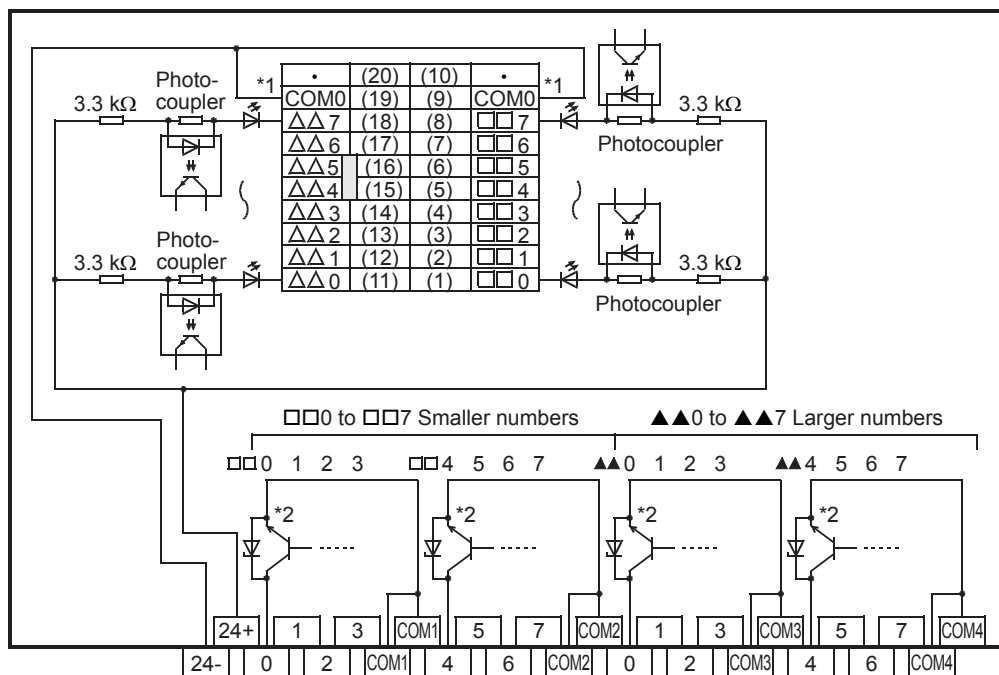 Photo-
coupler
3.3 kΩ
*1
• (20) (10) •
COM0 (19) (9) COM0
△△7 (18) (8) □□7
△△6 (17) (7) □□6
△△5 (16) (6) □□5
△△4 (15) (5) □□4
△△3 (14) (4) □□3
△△2 (13) (3) □□2
△△1 (12) (2) □□1
△△0 (11) (1) □□0
*1
3.3 kΩ
Photocoupler
Photo-
coupler
3.3 kΩ
3.3 kΩ
Photocoupler
□□0 to □□7 Smaller numbers ▲▲0 to ▲▲7 Larger numbers
□□0 1 2 3 □□4 5 6 7 ▲▲0 1 2 3 ▲▲4 5 6 7
*2 *2 *2 *2
24+ 1 3 COM1 5 7 COM2 1 3 COM3 5 7 COM4
24- 0 2 COM1 4 6 COM2 0 2 COM3 4 6 COM4